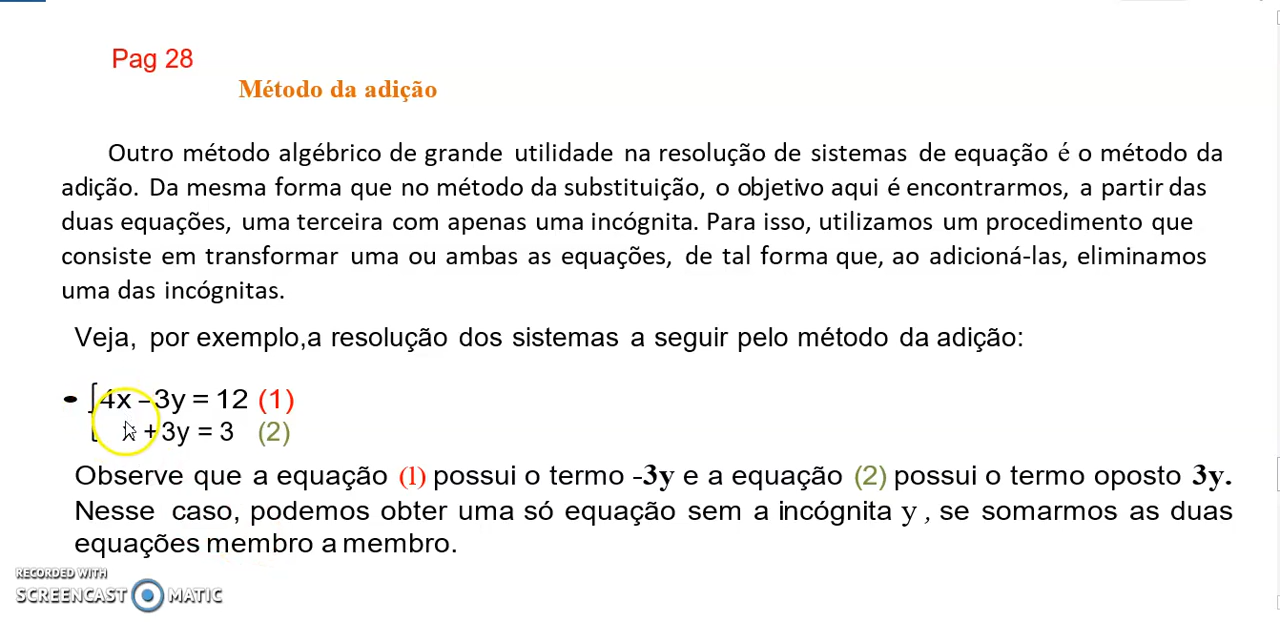 Pag 28
Método da adição
Outro método algébrico de grande utilidade na resolução de sistemas de equação é o método da
adição. Da mesma forma que no método da substituição, o objetivo aqui é encontrarmos, a partir das
duas equações, uma terceira com apenas uma incógnita. Para isso, utilizamos um procedimento que
consiste em transformar uma ou ambas as equações, de tal forma que, ao adicioná-las, eliminamos
uma das incógnitas.
Veja, por exemplo,a resolução dos sistemas a seguir pelo método da adição:
4x – 3y = 12 (1)
+3y = 3 (2)
Observe que a equação (1) possui o termo -3y e a equação (2) possui o termo oposto 3y.
Nesse caso, podemos obter uma só equação sem a incógnita y , se somarmos as duas
equações membro a membro.
RECORDED WITH
SCREENCAST MATIC